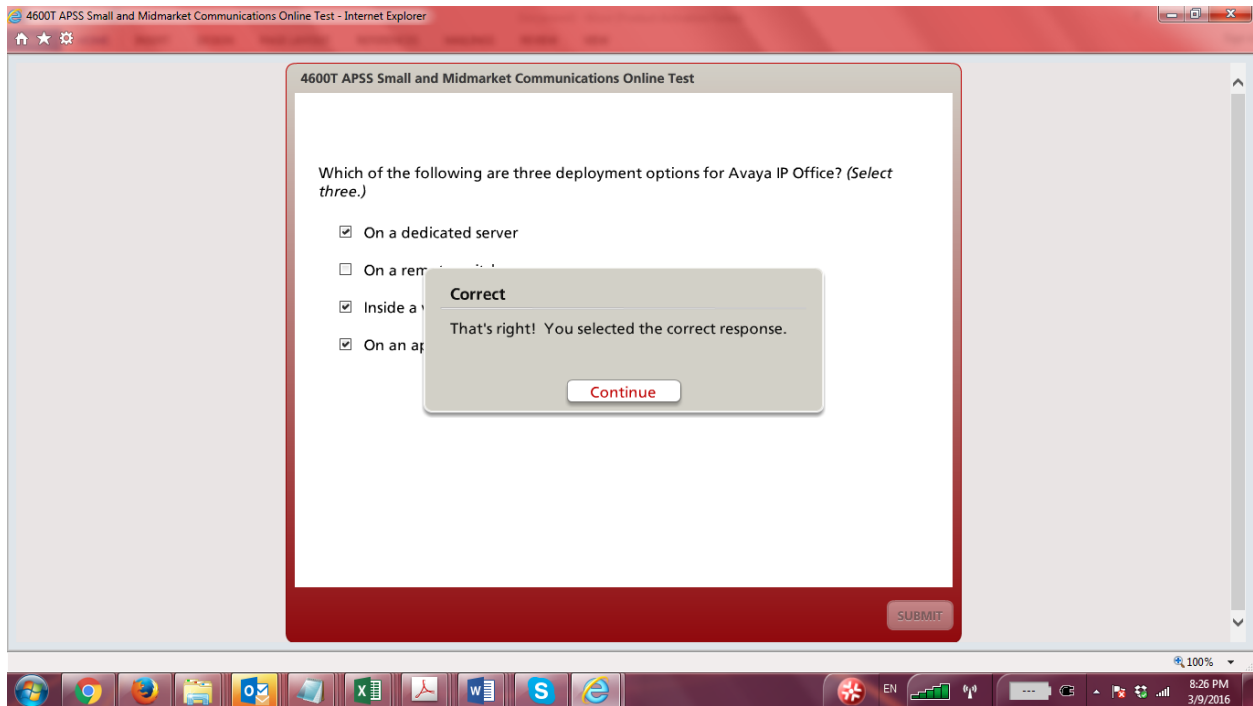 4600T APSS Small and Midmarket Communications Online Test - Internet Explorer
4600T APSS Small and Midmarket Communications Online Test
Which of the following are three deployment options for Avaya IP Office? (Select
three.)
On a dedicated server
On a
Inside a
On an
Correct
That's right! You selected the correct response.
Continue
SUBMIT
100%
EN
8:26 PM
3/9/2016